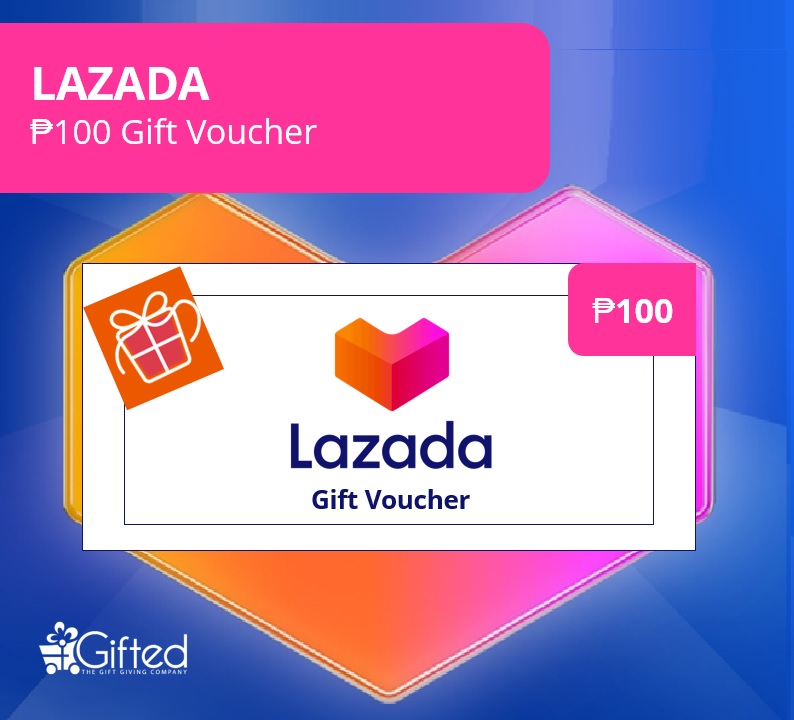 LAZADA
₱100 Gift Voucher
₱100
Lazada
Gift Voucher
Gifted
THE GIFT GIVING COMPANY